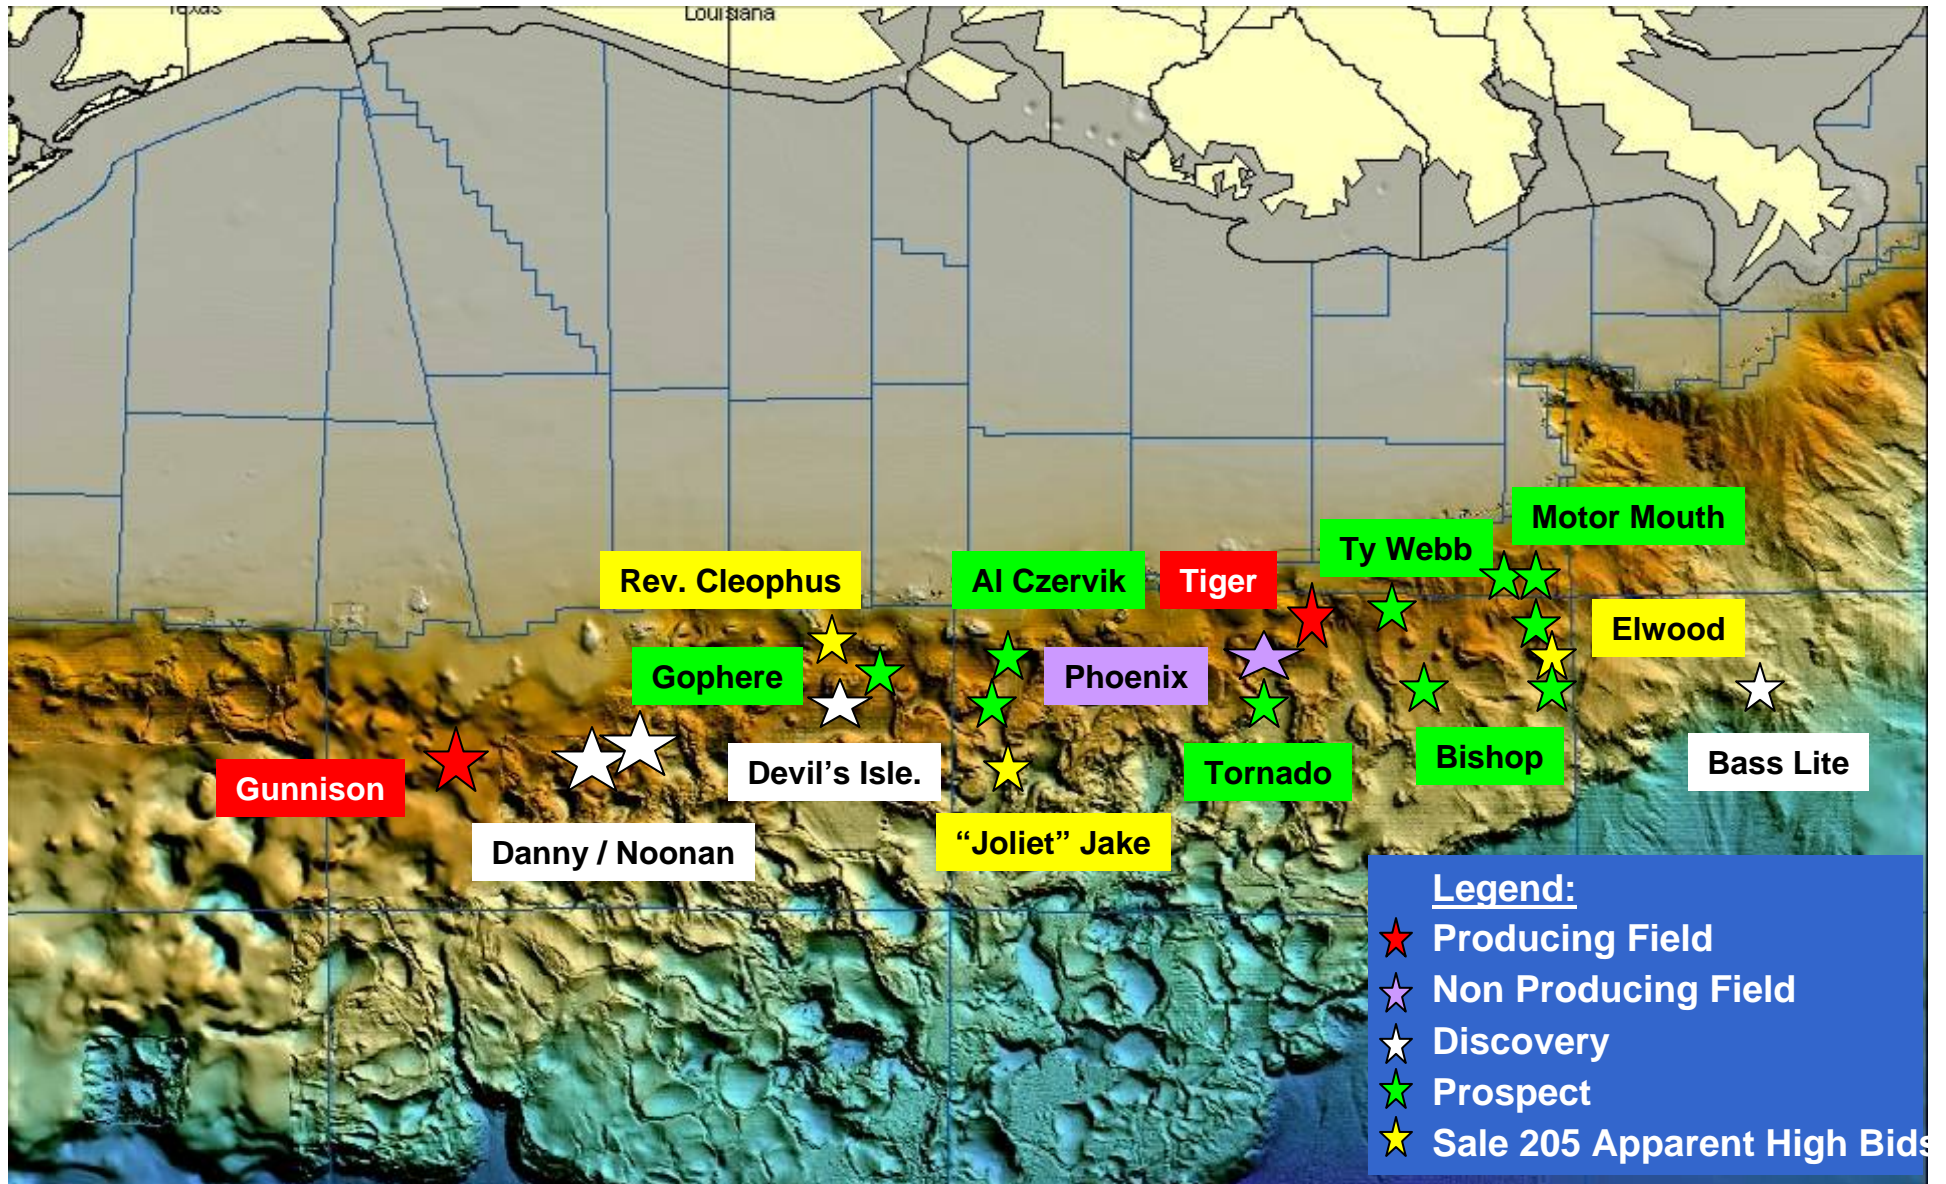 Texas
Louisiana
Motor Mouth
Ty Webb
Rev. Cleophus
Al Czervik
Tiger
Elwood
Gophere
Phoenix
Gunnison
Devil's Isle.
Tornado
Bishop
Bass Lite
Danny / Noonan
“Joliet” Jake
Legend:
Producing Field
Non Producing Field
Discovery
Prospect
Sale 205 Apparent High Bids